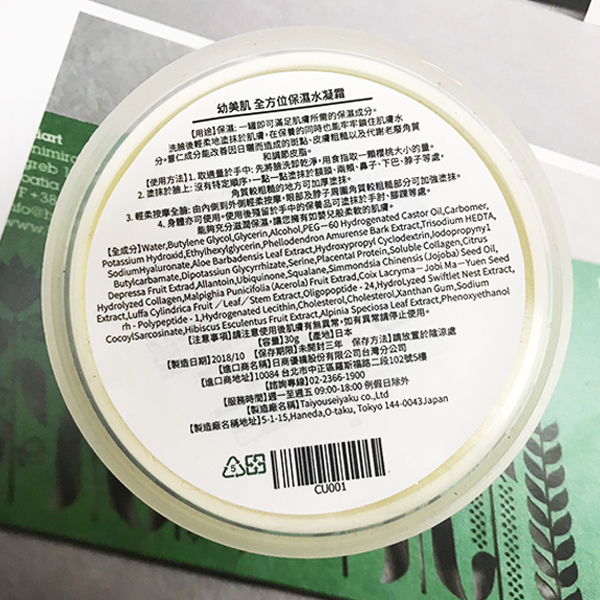 幼美肌 全方位保濕水凝霜
【用途】保濕:一罐即可滿足肌膚所需的保濕成分。
洗臉後輕柔地塗抹於肌膚,在保養的同時也能牢牢鎖住肌膚水
分。薏仁成分能改善因日曬而造成的斑點、皮膚粗糙以及代謝老廢角質
和調節皮脂。
【使用方法】1. 取適量於手中: 先將臉洗卸乾淨,用食指取一顆櫻桃大小的量。
2. 塗抹於臉上: 沒有特定順序,一點一點塗抹於額頭、兩頰、鼻子、下巴、脖子等處。
角質較粗糙的地方可加厚塗抹。
3. 輕柔按摩全臉: 由內側到外側輕柔按摩,眼部及脖子周圍角質較粗糙部分可加強塗抹。
4. 身體亦可使用。使用後殘留於手中的保養品可塗抹於手肘、腳踝等處。
能夠充分滋潤保濕,讓您擁有如嬰兒般柔軟的肌膚。
【全成分】Water,Butylene Glycol,Glycerin,Alcohol,PEG−60 Hydrogenated Castor Oil,Carbomer,
Potassium Hydroxid,Ethylhexylglycerin,Phellodendron Amurense Bark Extract,Trisodium HEDTA,
SodiumHyaluronate,Aloe Barbadensis Leaf Extract,Hydroxypropyl Cyclodextrin,Iodopropynyl
Butylcarbamate,Dipotassiun Glycyrrhizate,Serine,Placental Protein,Soluble Collagen,Citrus
Depressa Fruit Extrad,Allantoin,Ubiquinone,Squalane,Simmondsia Chinensis (Jojoba) Seed Oil,
Hydrolyzed Collagen,Malpighia Punicifolia (Acerola) Fruit Extrad,Coix Lacryma−Jobi Ma−Yuen Seed
Extract,Luffa Cylindrica Fruit／Leaf／Stem Extract,Oligopeptide - 24,HydroLyzed Swiftlet Nest Extract,
rh - Polypeptide - 1,Hydrogenated Lecithin,Cholesterol,Cholesterol,Xanthan Gum,Sodium
CocoylSarcosinate,Hibiscus Esculentus Fruit Extract,Alpinia Speciosa Leaf Extract,Phenoxyethanol
【注意事項】請注意使用後肌膚有無異常,如有異常請停止使用。
【容量】30g 【產地】日本
【製造日期】2018/10 【保存期限】未開封三年 保存方法】請放置於陰涼處
【進口商名稱】日商優構股份有限公司台灣分公司
【進口商地址】10084 台北市中正區羅斯福路二段102號5樓
【諮詢專線】02-2366-1900
【服務時間】週一至週五 09:00-18:00 例假日除外
【製造廠名稱】Taiyouseiyaku co.,Ltd
【製造廠名地址】5-1-15,Haneda,O-taku, Tokyo 144-0043Japan
5
CU001